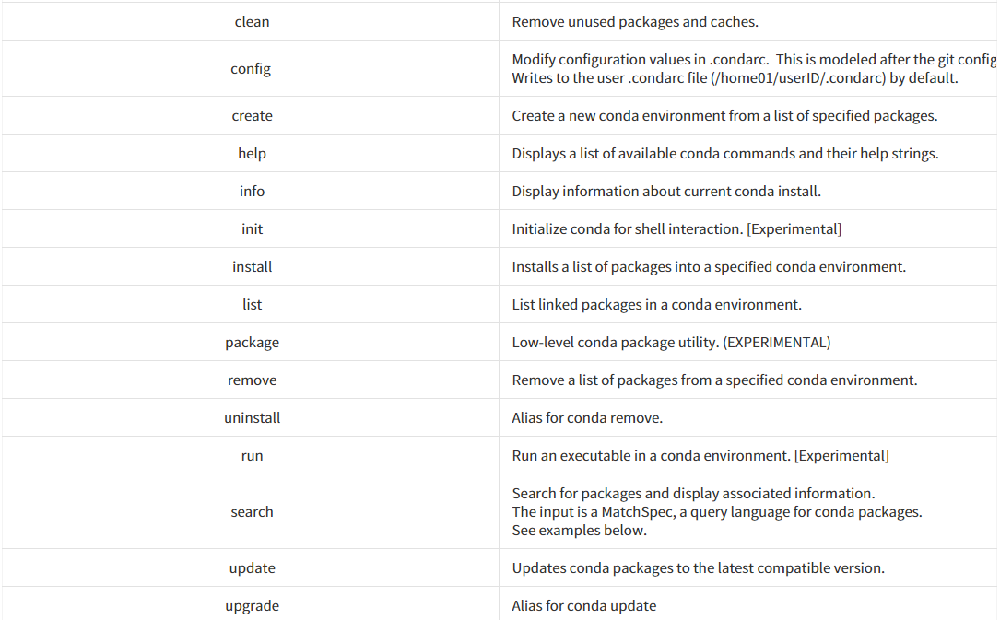 clean
Remove unused packages and caches.
config
Modify configuration values in .condarc.  This is modeled after the git config
Writes to the user .condarc file (/home01/userID/.condarc) by default.
create
Create a new conda environment from a list of specified packages.
help
Displays a list of available conda commands and their help strings.
info
Display information about current conda install.
init
Initialize conda for shell interaction. [Experimental]
install
Installs a list of packages into a specified conda environment.
list
List linked packages in a conda environment.
package
Low-level conda package utility. (EXPERIMENTAL)
remove
Remove a list of packages from a specified conda environment.
uninstall
Alias for conda remove.
run
Run an executable in a conda environment. [Experimental]
search
Search for packages and display associated information.
The input is a MatchSpec, a query language for conda packages.
See examples below.
update
Updates conda packages to the latest compatible version.
upgrade
Alias for conda update